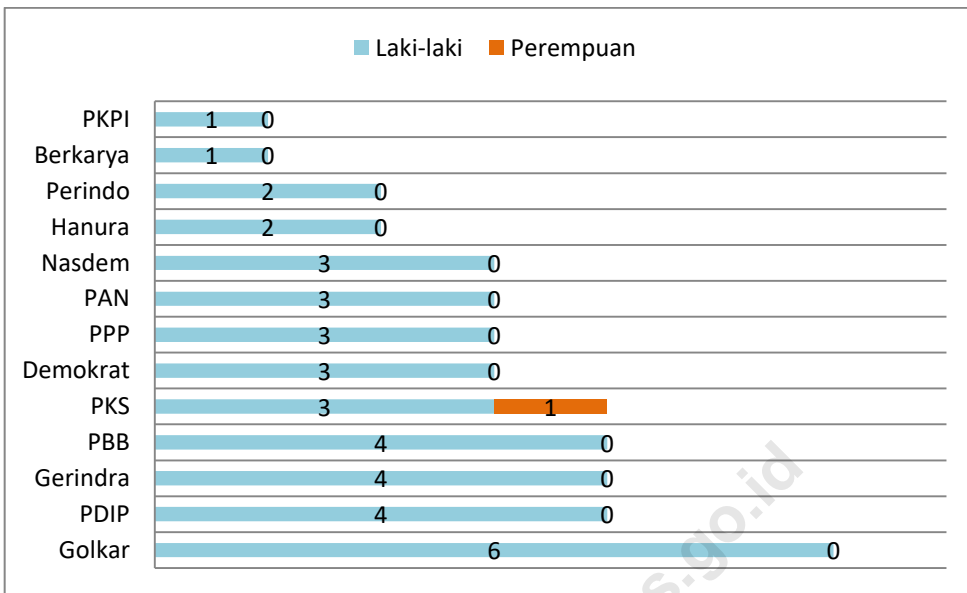 Laki-laki Perempuan
PKPI 1 0
Berkarya 1 0
Perindo 2 0
Hanura 2 0
Nasdem 3 0
PAN 3 0
PPP 3 0
Demokrat 3 0
PKS 3 1
PBB 4 0
Gerindra 4 0
PDIP 4 0
Golkar 6 0
s.go.id